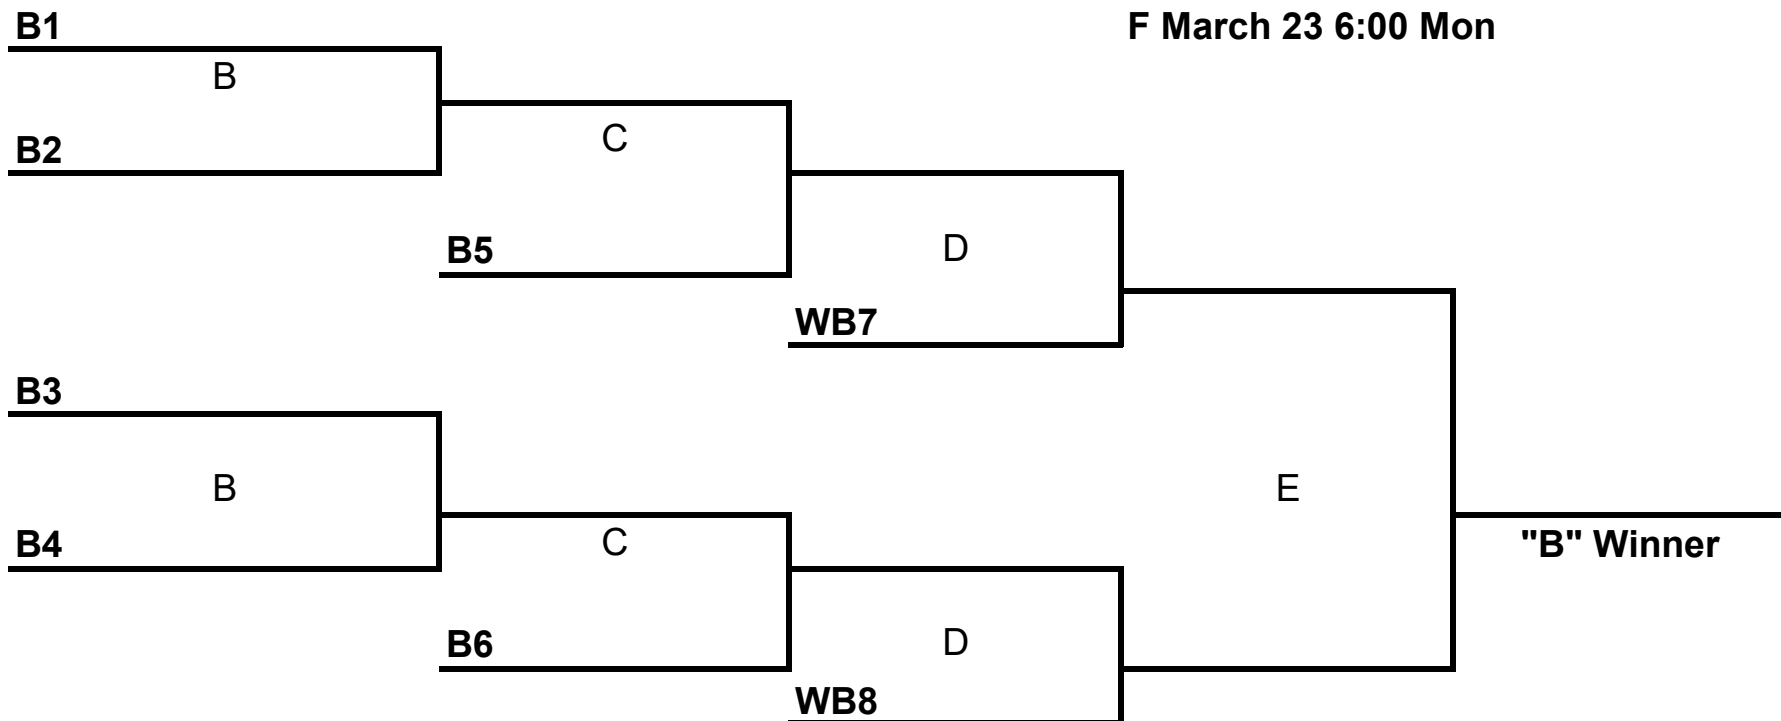 B1
F March 23 6:00 Mon
B
C
B2
B5
D
WB7
B3
B
E
B4
C
"B" Winner
B6
D
WB8